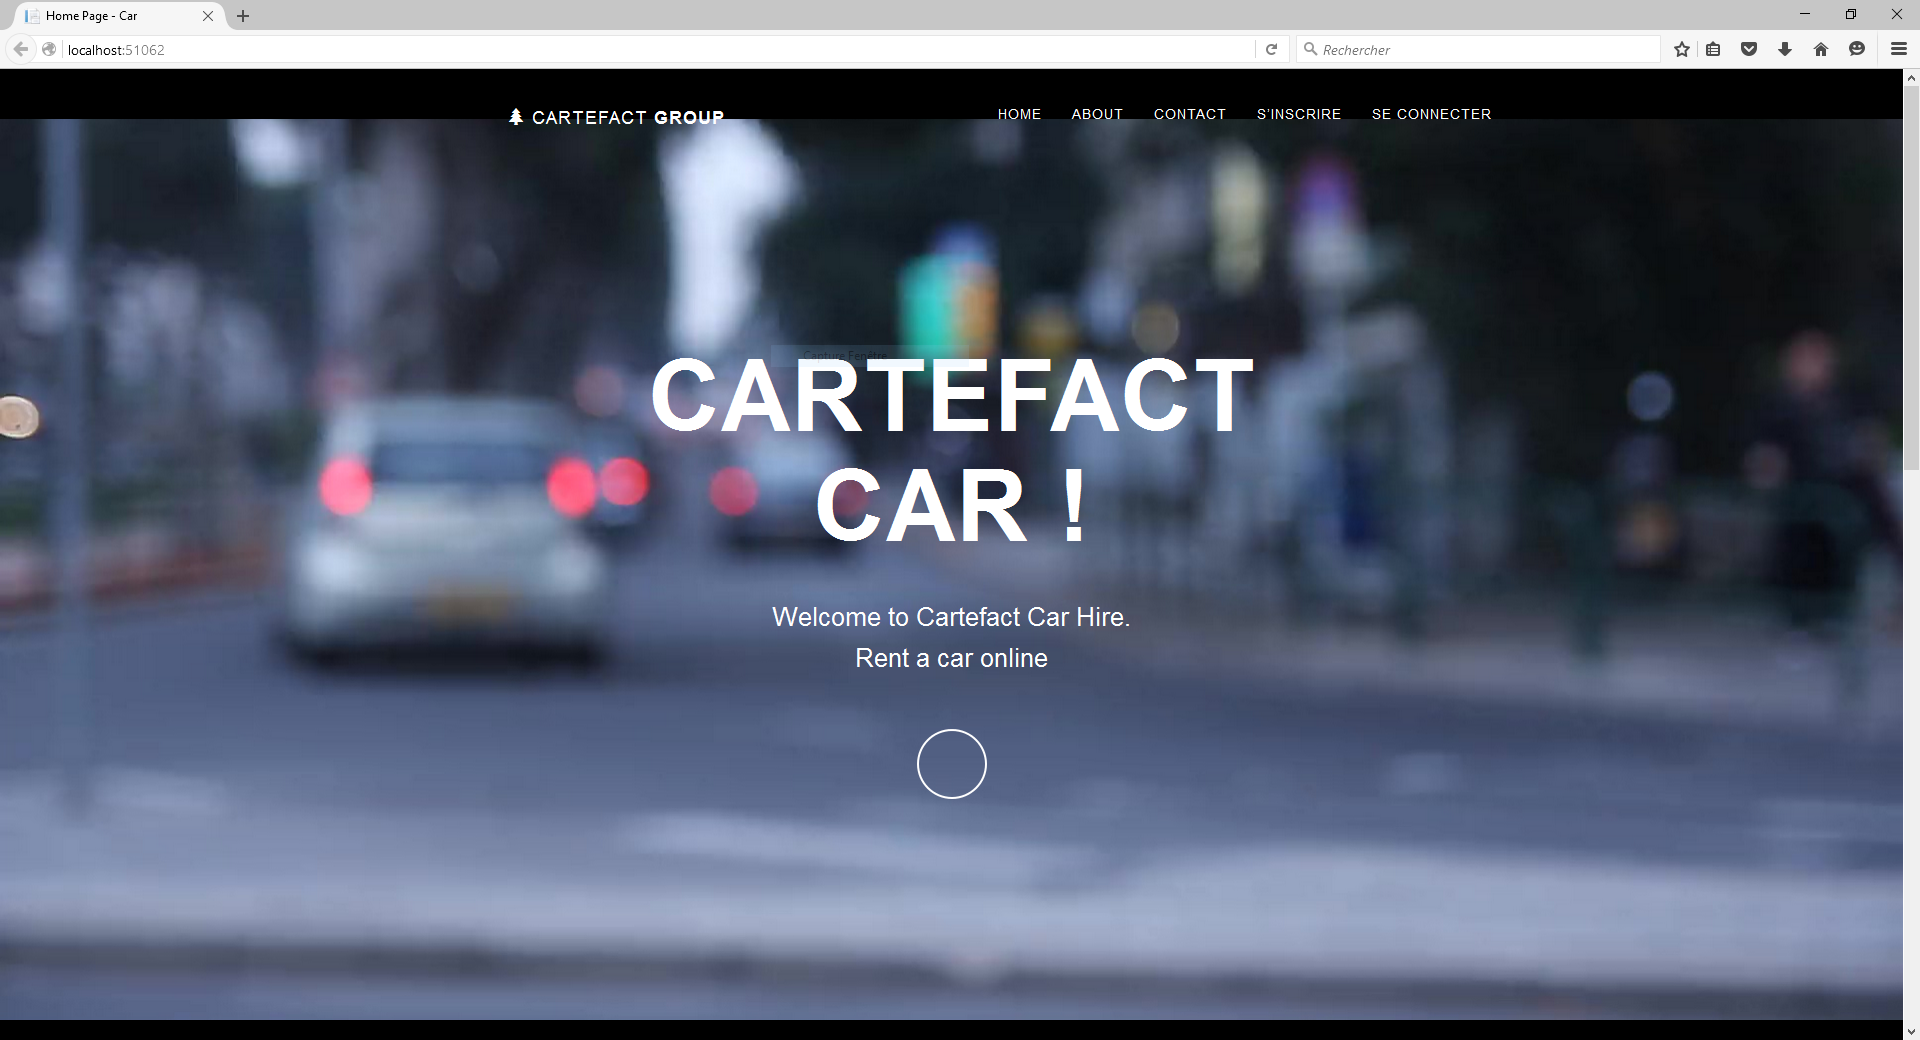 Home Page - Car
localhost:51062
Rechercher
CARTEFACT GROUP
HOME ABOUT CONTACT S'INSCRIRE SE CONNECTER
Capture Fenêtre
CARTEFACT
CAR !
Welcome to Cartefact Car Hire.
Rent a car online